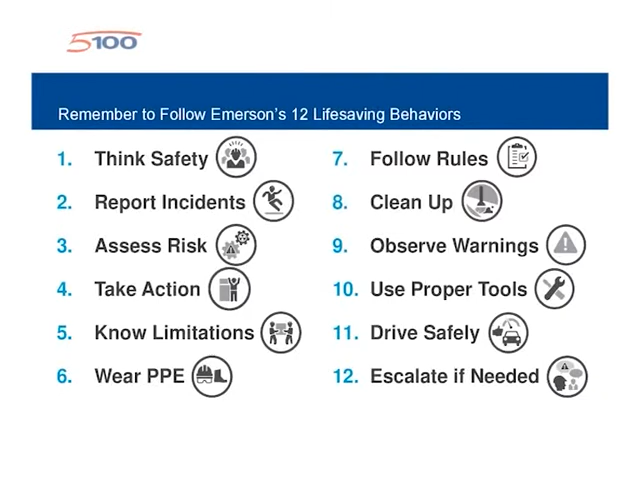 5100
Remember to Follow Emerson's 12 Lifesaving Behaviors
1. Think Safety
2. Report Incidents
3. Assess Risk
4. Take Action
5. Know Limitations
6. Wear PPE
7. Follow Rules
8. Clean Up
9. Observe Warnings
10. Use Proper Tools
11. Drive Safely
12. Escalate if Needed